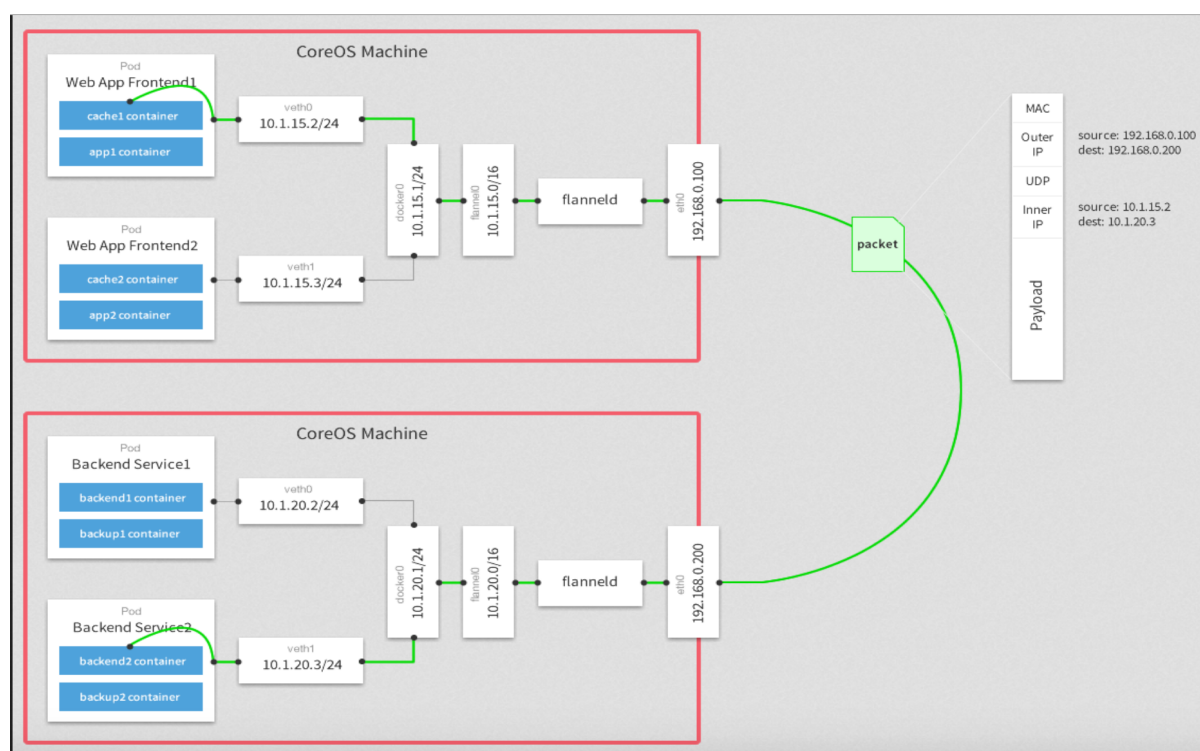 CoreOS Machine
Pod
Web App Frontend1
cache1 container
app1 container
veth0
10.1.15.2/24
Pod
Web App Frontend2
cache2 container
app2 container
veth1
10.1.15.3/24
docker0
10.1.15.1/24
flannel0
10.1.15.0/16
flanneld
eth0
192.168.0.100
packet
MAC
Outer
IP
source: 192.168.0.100
dest: 192.168.0.200
UDP
Inner
IP
source: 10.1.15.2
dest: 10.1.20.3
Payload
CoreOS Machine
Pod
Backend Service1
backend1 container
backup1 container
veth0
10.1.20.2/24
Pod
Backend Service2
backend2 container
backup2 container
veth1
10.1.20.3/24
docker0
10.1.20.1/24
flannel0
10.1.20.0/16
flanneld
eth0
192.168.0.200